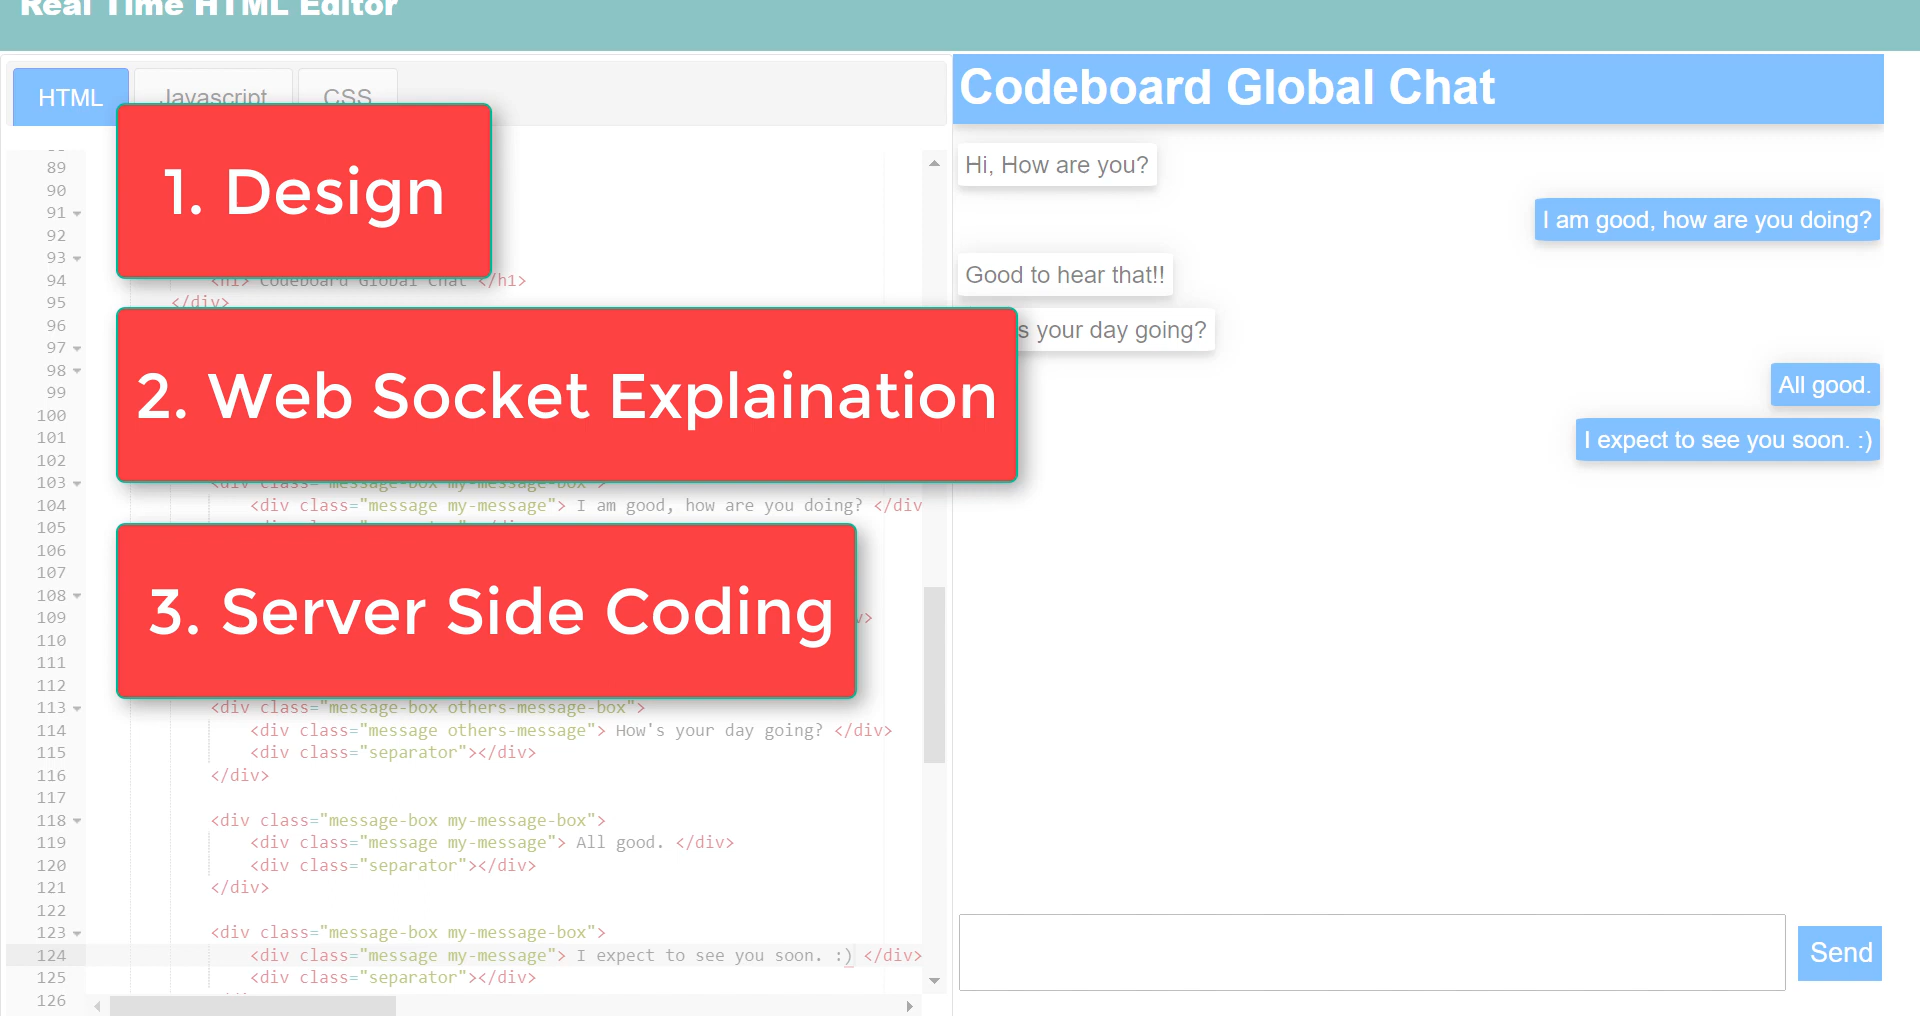 Real Time HTML Editor
HTML
Javascript
CSS
1. Design
2. Web Socket Explaination
3. Server Side Coding
89
90
91
92
93
94 <h1> Codeboard Global Chat </h1>
95 </div>
96
97
98
99
100
101
102
103 <div class="message-box my-message-box">
104 <div class="message my-message"> I am good, how are you doing? </div
105
106
107
108
109 v>
110
111
112
113 <div class="message-box others-message-box">
114 <div class="message others-message"> How's your day going? </div>
115 <div class="separator"></div>
116 </div>
117
118 <div class="message-box my-message-box">
119 <div class="message my-message"> All good. </div>
120 <div class="separator"></div>
121 </div>
122
123 <div class="message-box my-message-box">
124 <div class="message my-message"> I expect to see you soon. :) </div>
125 <div class="separator"></div>
126
Codeboard Global Chat
Hi, How are you?
I am good, how are you doing?
Good to hear that!!
s your day going?
All good.
I expect to see you soon. :)
Send